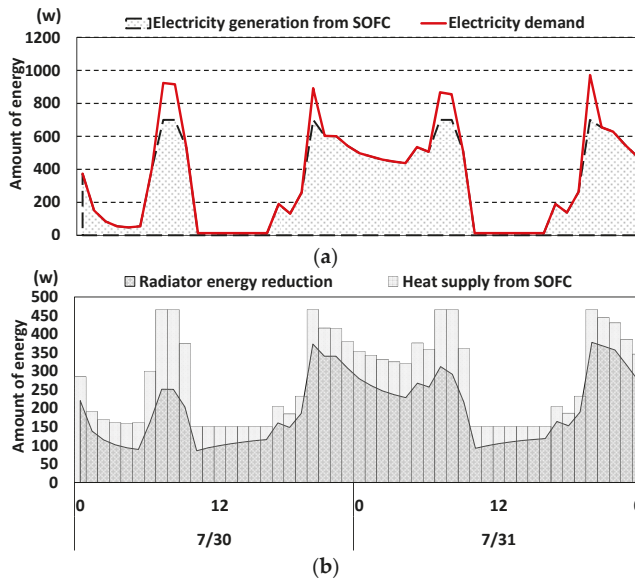 Electricity generation from SOFC Electricity demand
(w)
1200
1000
800
600
400
200
0
Amount of energy
(a)
(w)
Radiator energy reduction Heat supply from SOFC
500
450
400
350
300
250
200
150
100
50
0
Amount of energy
0 12 0 12 0
7/30 7/31
(b)